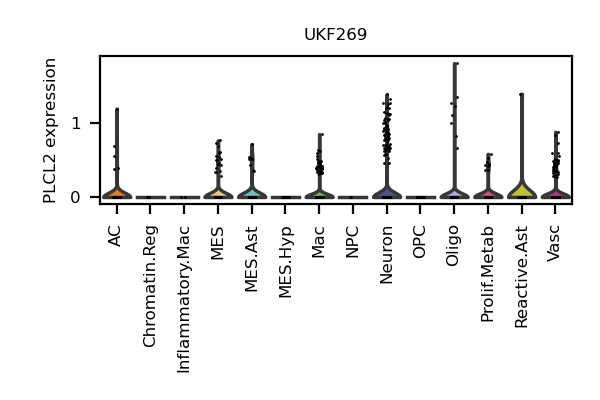 UKF269
PLCL2 expression
1
0
AC
Chromatin.Reg
Inflammatory.Mac
MES
MES.Ast
MES.Hyp
Mac
NPC
Neuron
OPC
Oligo
Prolif.Metab
Reactive.Ast
Vasc